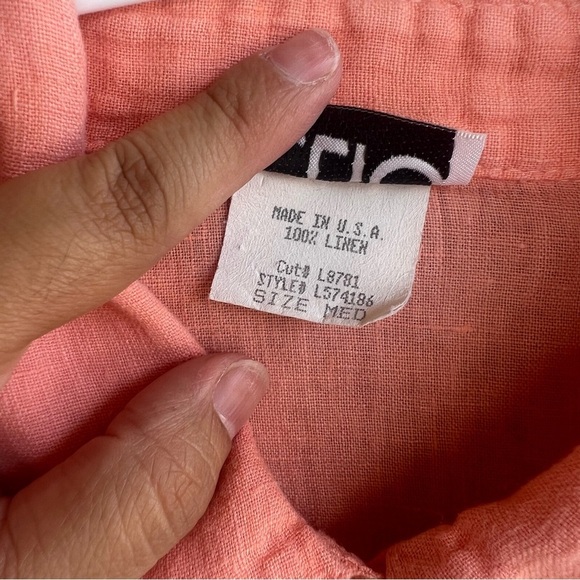 MADE IN U.S.A.
100% LINEN
Cut# L8781
STYLE# L574186
SIZE MED